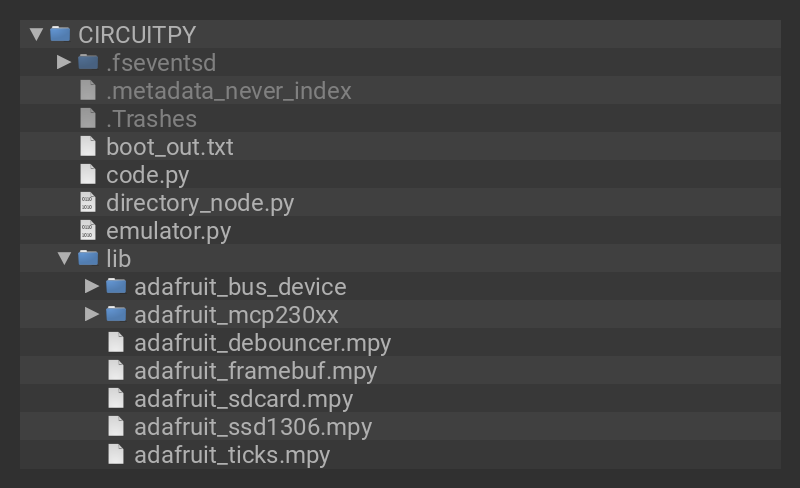 CIRCUITPY
.fseventsd
.metadata_never_index
.Trashes
boot_out.txt
code.py
directory_node.py
emulator.py
lib
adafruit_bus_device
adafruit_mcp230xx
adafruit_debouncer.mpy
adafruit_framebuf.mpy
adafruit_sdcard.mpy
adafruit_ssd1306.mpy
adafruit_ticks.mpy